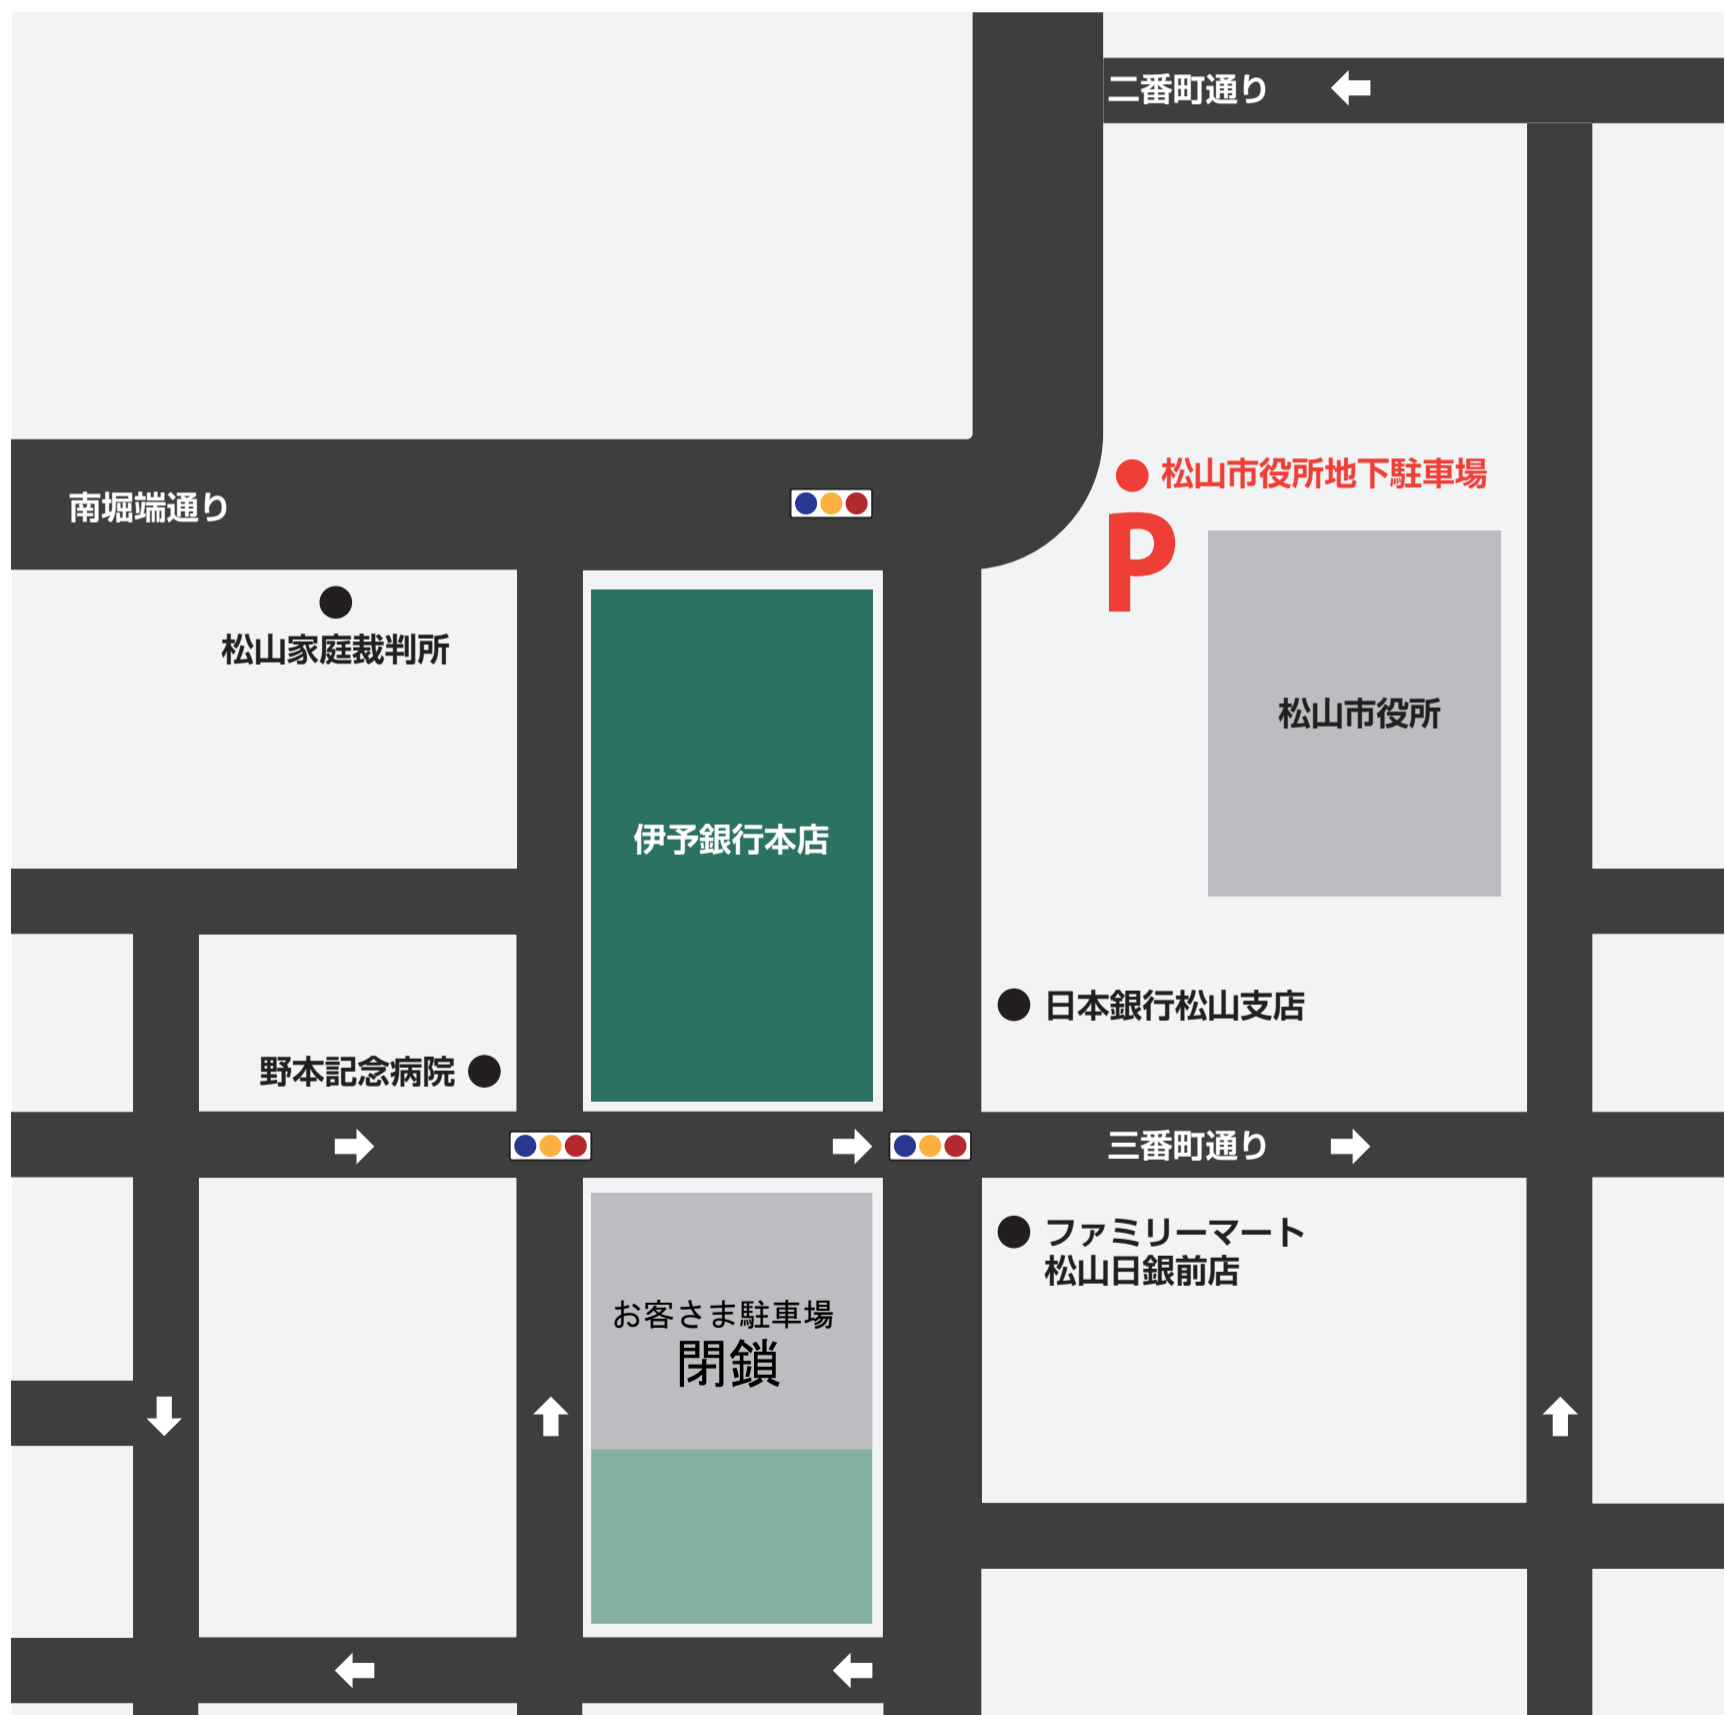 二番町通り
松山市役所地下駐車場
P
南堀端通り
松山家庭裁判所
松山市役所
伊予銀行本店
日本銀行松山支店
野本記念病院
三番町通り
ファミリーマート
松山日銀前店
お客さま駐車場
閉鎖